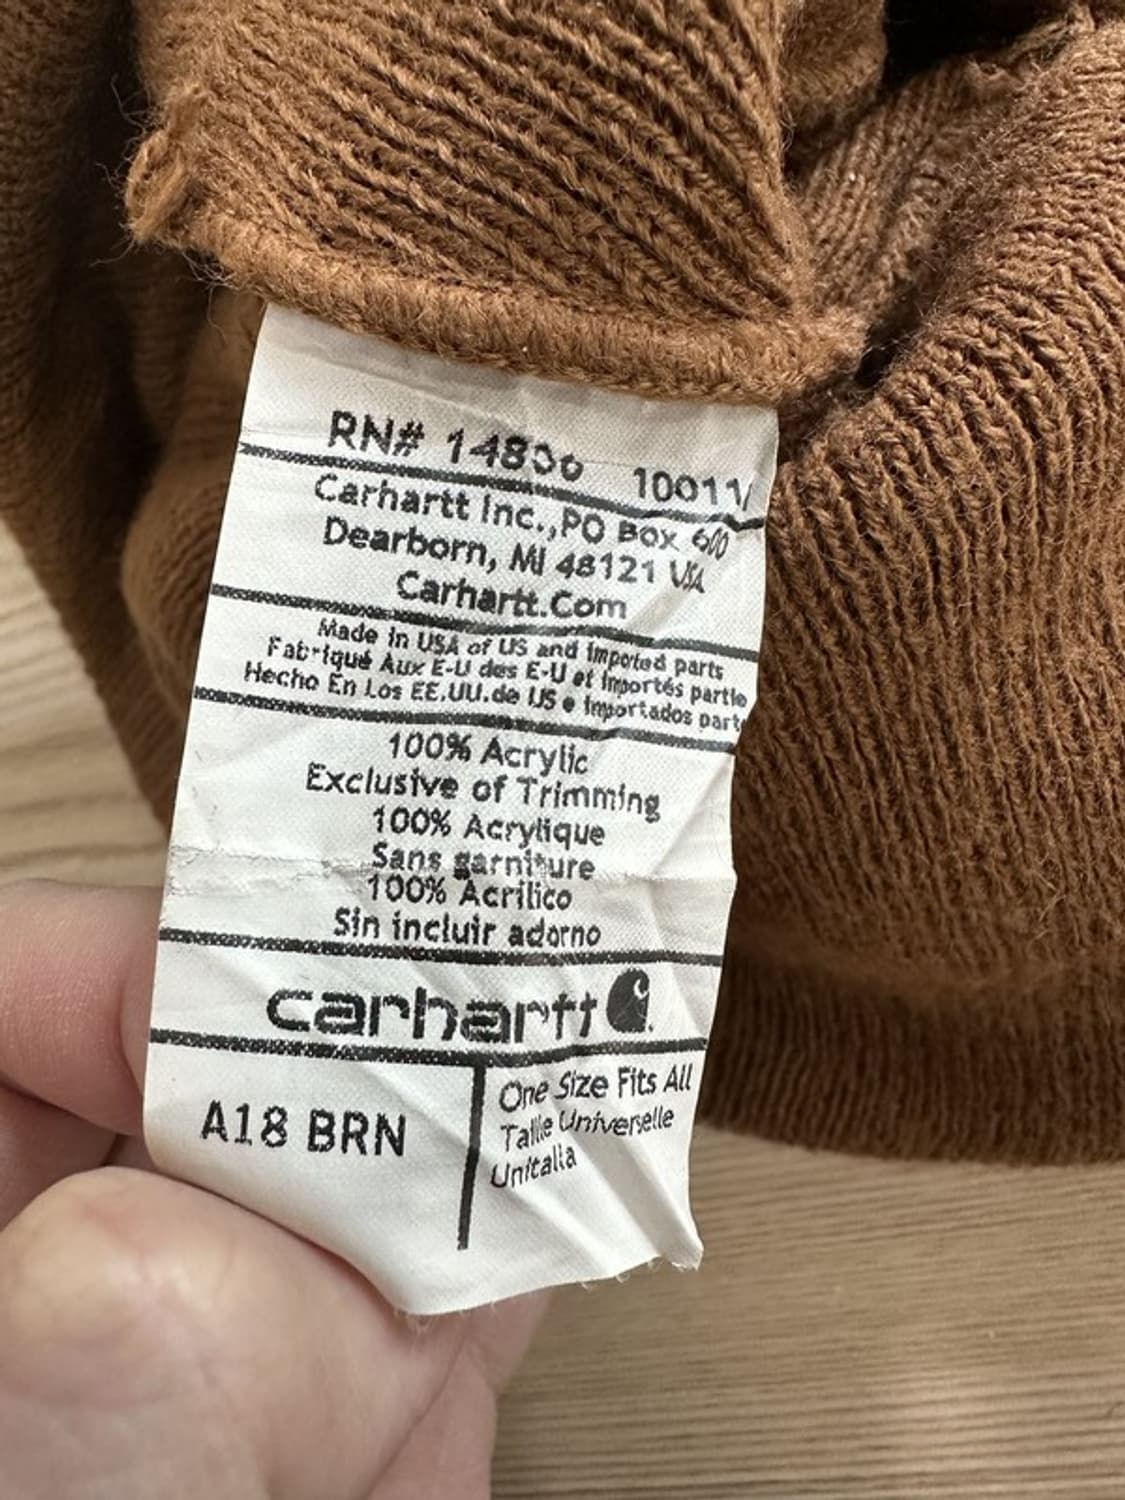 RN# 14806 10011
Carhartt Inc.,PO Box 600
Dearborn, MI 48121 USA
Carhartt.Com
Made in USA of US and Imported parts
Fabriqué Aux E-U des E-U et Importés partie
Hecho En Los EE.UU.de US e Importados part
100% Acrylic
Exclusive of Trimming
100% Acrylique
Sans garniture
100% Acrilico
Sin incluir adorno
carhartt
A18 BRN
One Size Fits All
Taille Universelle
Unitalla